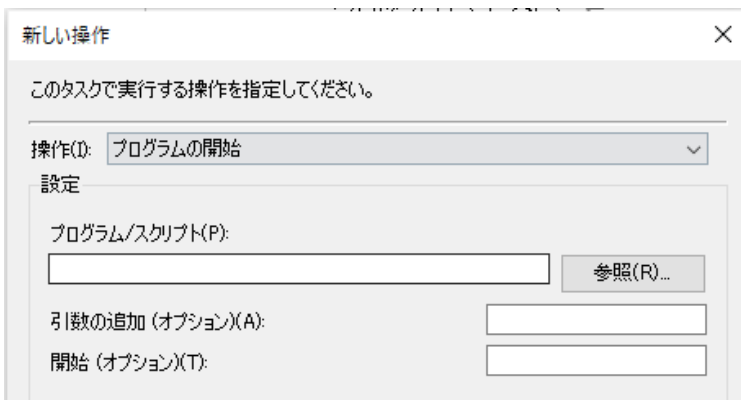 新しい操作
このタスクで実行する操作を指定してください。
操作(I): プログラムの開始
設定
プログラム/スクリプト(P):
参照(R)...
引数の追加 (オプション)(A):
開始 (オプション)(T):